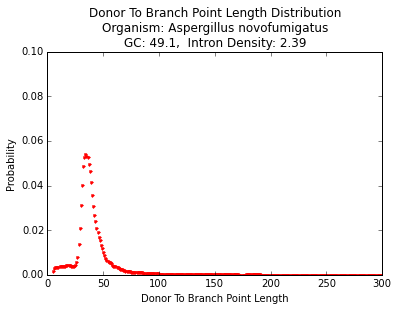 Donor To Branch Point Length Distribution
Organism: Aspergillus novofumigatus
GC: 49.1,  Intron Density: 2.39
0.10
0.08
0.06
0.04
0.02
0.00
Probability
0
50
100
150
200
250
300
Donor To Branch Point Length